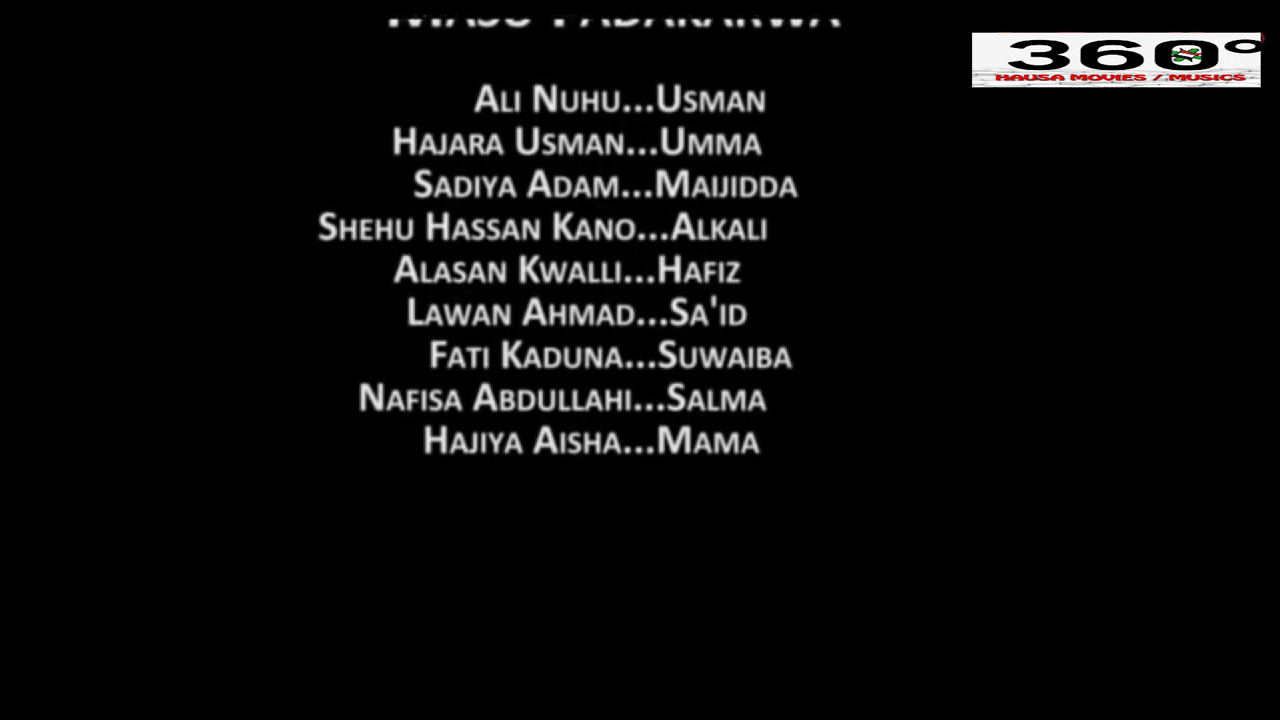 Ali Nuhu...Usman
Hajara Usman...Umma
Sadiya Adam...Maijidda
Shehu Hassan Kano...Alkali
Alasan Kwalli...Hafiz
Lawan Ahmad...Sa'id
Fati Kaduna...Suwaiba
Nafisa Abdullahi...Salma
Hajiya Aisha...Mama
360°
HAUSA MOVIES / MUSICS